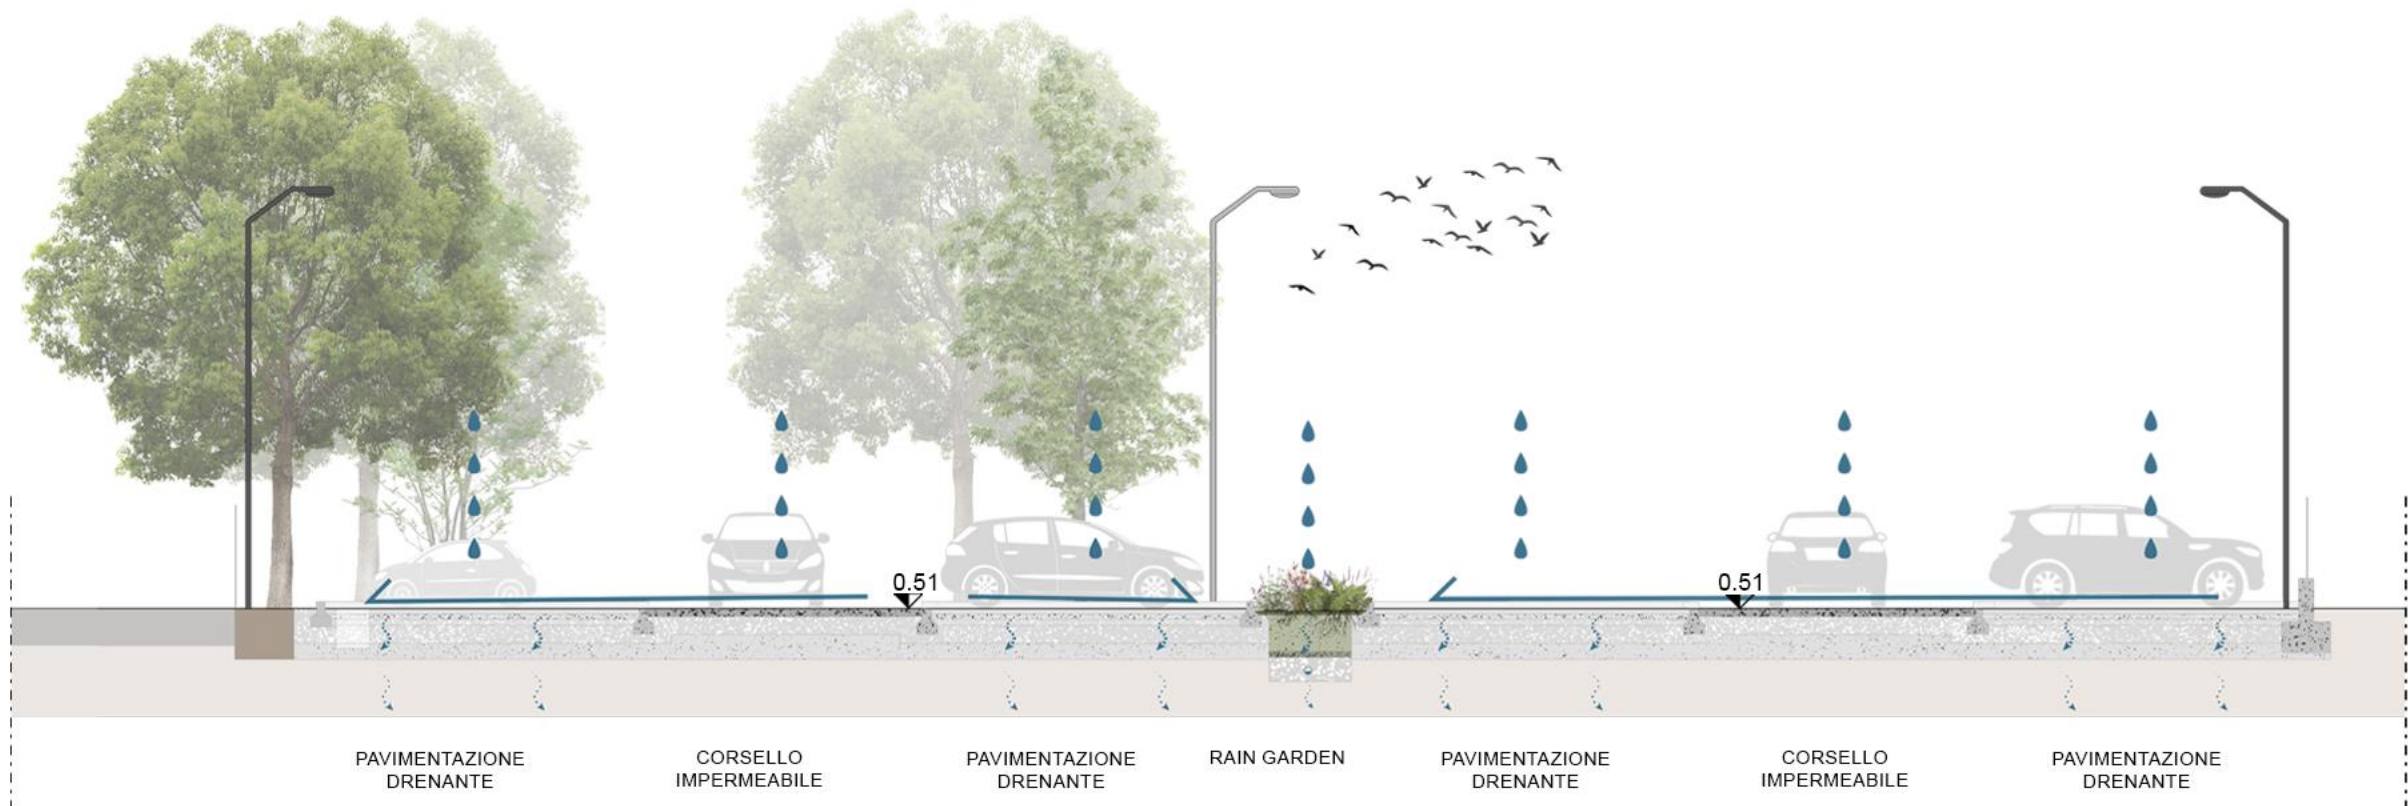 0.51
0.51
PAVIMENTAZIONE
DRENANTE
CORSELLO
IMPERMEABILE
PAVIMENTAZIONE
DRENANTE
RAIN GARDEN
PAVIMENTAZIONE
DRENANTE
CORSELLO
IMPERMEABILE
PAVIMENTAZIONE
DRENANTE